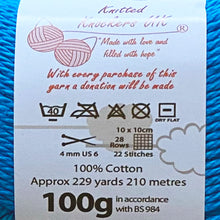 Knitted
Knockers UK
®
"Made with love and
filled with hope"
With every purchase of this
yarn a donation will be made
40
DRY FLAT
10 x 10cm
28
Rows
4 mm US 6
22 Stitches
100% Cotton
Approx 229 yards 210 metres
100g in accordance
with BS 984